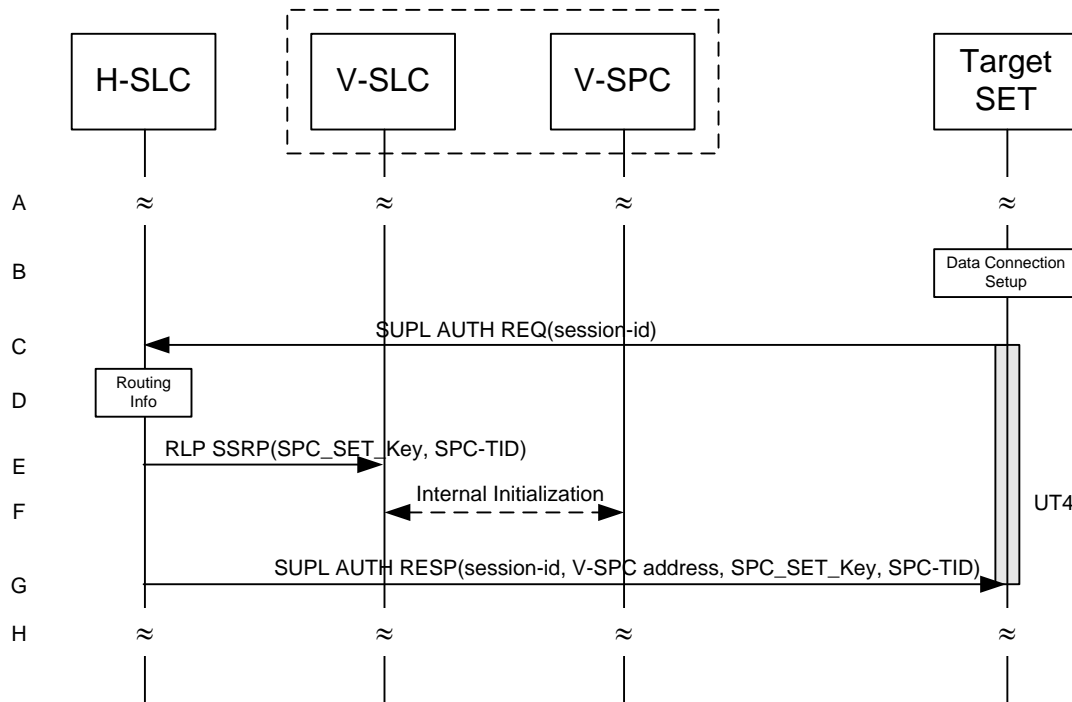 H-SLC
V-SLC
V-SPC
Target
SET
A
≈ ≈ ≈ ≈
B
Data Connection
Setup
SUPL AUTH REQ(session-id)
C
Routing
Info
D
RLP SSRP(SPC_SET_Key, SPC-TID)
E
Internal Initialization
F
UT4
SUPL AUTH RESP(session-id, V-SPC address, SPC_SET_Key, SPC-TID)
G
H
≈ ≈ ≈ ≈